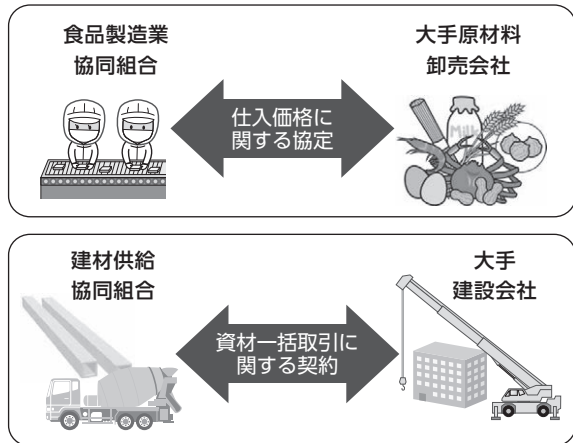 食品製造業
協同組合
仕入価格に
関する協定
大手原材料
卸売会社
Milk
建材供給
協同組合
資材一括取引に
関する契約
大手
建設会社